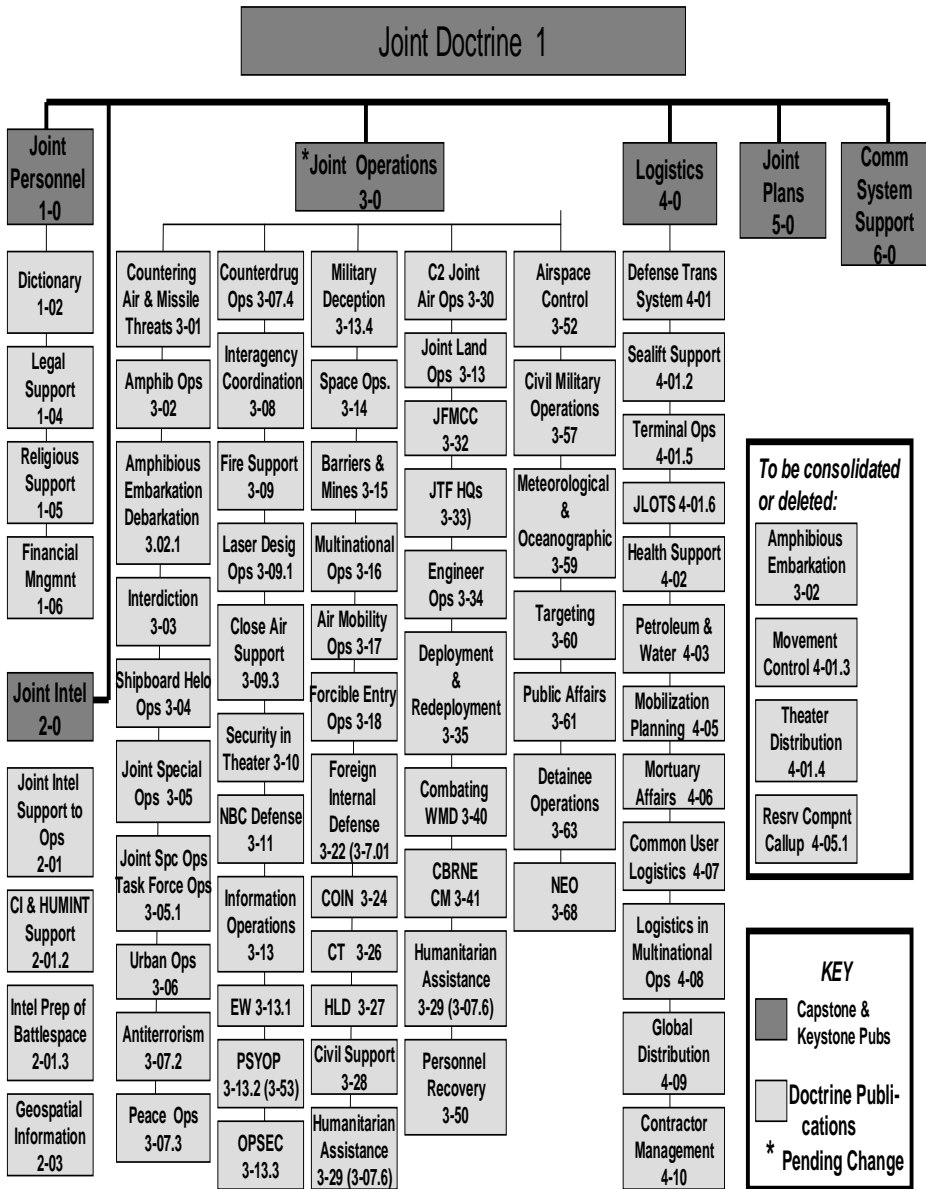 Joint Doctrine 1
Joint
Personnel
1-0
*Joint Operations
3-0
Logistics
4-0
Joint
Plans
5-0
Comm
System
Support
6-0
Dictionary
1-02
Legal
Support
1-04
Religious
Support
1-05
Financial
Mngmnt
1-06
Joint Intel
2-0
Joint Intel
Support to
Ops
2-01
CI & HUMINT
Support
2-01.2
Intel Prep of
Battlespace
2-01.3
Geospatial
Information
2-03
Countering
Air & Missile
Threats 3-01
Amphib Ops
3-02
Amphibious
Embarkation
Debarkation
3.02.1
Interdiction
3-03
Shipboard Helo
Ops 3-04
Joint Special
Ops 3-05
Joint Spc Ops
Task Force Ops
3-05.1
Urban Ops
3-06
Antiterrorism
3-07.2
Peace Ops
3-07.3
Counterdrug
Ops 3-07.4
Interagency
Coordination
3-08
Fire Support
3-09
Laser Desig
Ops 3-09.1
Close Air
Support
3-09.3
Security in
Theater 3-10
NBC Defense
3-11
Information
Operations
3-13
EW 3-13.1
PSYOP
3-13.2 (3-53)
OPSEC
3-13.3
Military
Deception
3-13.4
Space Ops.
3-14
Barriers &
Mines 3-15
Multinational
Ops 3-16
Air Mobility
Ops 3-17
Forcible Entry
Ops 3-18
Foreign
Internal
Defense
3-22 (3-7.01
COIN 3-24
CT 3-26
HLD 3-27
Civil Support
3-28
Humanitarian
Assistance
3-29 (3-07.6)
C2 Joint
Air Ops 3-30
Joint Land
Ops 3-13
JFMCC
3-32
JTF HQs
3-33)
Engineer
Ops 3-34
Deployment
&
Redeployment
3-35
Combating
WMD 3-40
CBRNE
CM 3-41
Humanitarian
Assistance
3-29 (3-07.6)
Personnel
Recovery
3-50
Airspace
Control
3-52
Civil Military
Operations
3-57
Meteorological
&
Oceanographic
3-59
Targeting
3-60
Public Affairs
3-61
Detainee
Operations
3-63
NEO
3-68
Defense Trans
System 4-01
Sealift Support
4-01.2
Terminal Ops
4-01.5
JLOTS 4-01.6
Health Support
4-02
Petroleum &
Water 4-03
Mobilization
Planning 4-05
Mortuary
Affairs 4-06
Common User
Logistics 4-07
Logistics in
Multinational
Ops 4-08
Global
Distribution
4-09
Contractor
Management
4-10
To be consolidated
or deleted:
Amphibious
Embarkation
3-02
Movement
Control 4-01.3
Theater
Distribution
4-01.4
Resrv Compnt
Callup 4-05.1
KEY
Capstone &
Keystone Pubs
Doctrine Publi-
cations
* Pending Change